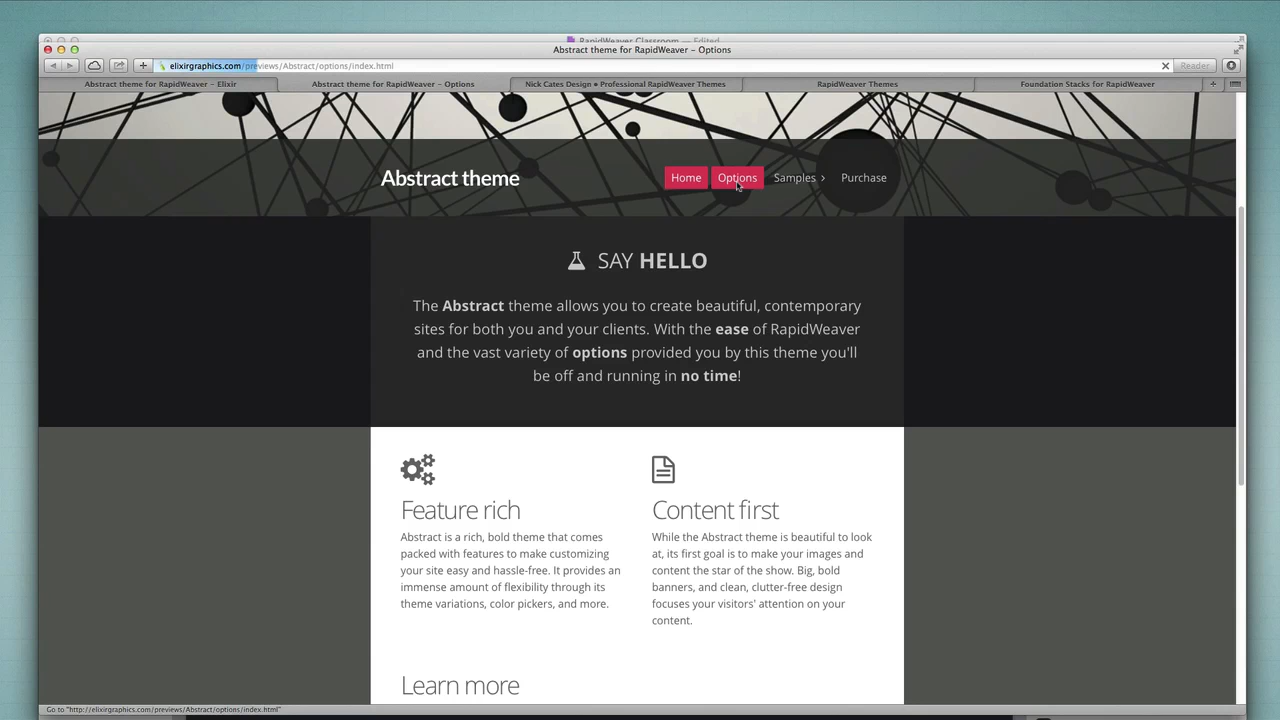 RapidWeaver Classroom — Edited
Abstract theme for RapidWeaver – Options
elixirgraphics.com/previews/Abstract/options/index.html
Reader
Abstract theme for RapidWeaver – Elixir
Abstract theme for RapidWeaver – Options
Nick Cates Design • Professional RapidWeaver Themes
RapidWeaver Themes
Foundation Stacks for RapidWeaver
Abstract theme
Home
Options
Samples ›
Purchase
SAY HELLO
The Abstract theme allows you to create beautiful, contemporary
sites for both you and your clients. With the ease of RapidWeaver
and the vast variety of options provided you by this theme you'll
be off and running in no time!
Feature rich
Abstract is a rich, bold theme that comes
packed with features to make customizing
your site easy and hassle-free. It provides an
immense amount of flexibility through its
theme variations, color pickers, and more.
Content first
While the Abstract theme is beautiful to look
at, its first goal is to make your images and
content the star of the show. Big, bold
banners, and clean, clutter-free design
focuses your visitors' attention on your
content.
Learn more
Go to "http://elixirgraphics.com/previews/Abstract/options/index.html"